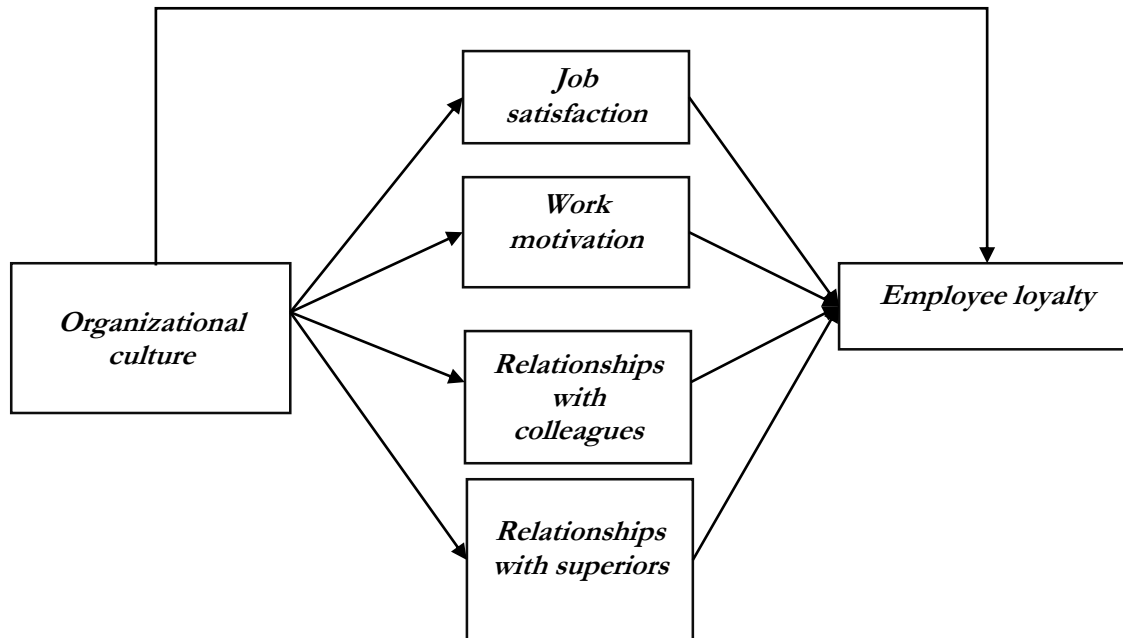 Job
satisfaction
Work
motivation
Organizational
culture
Employee loyalty
Relationships
with
colleagues
Relationships
with superiors